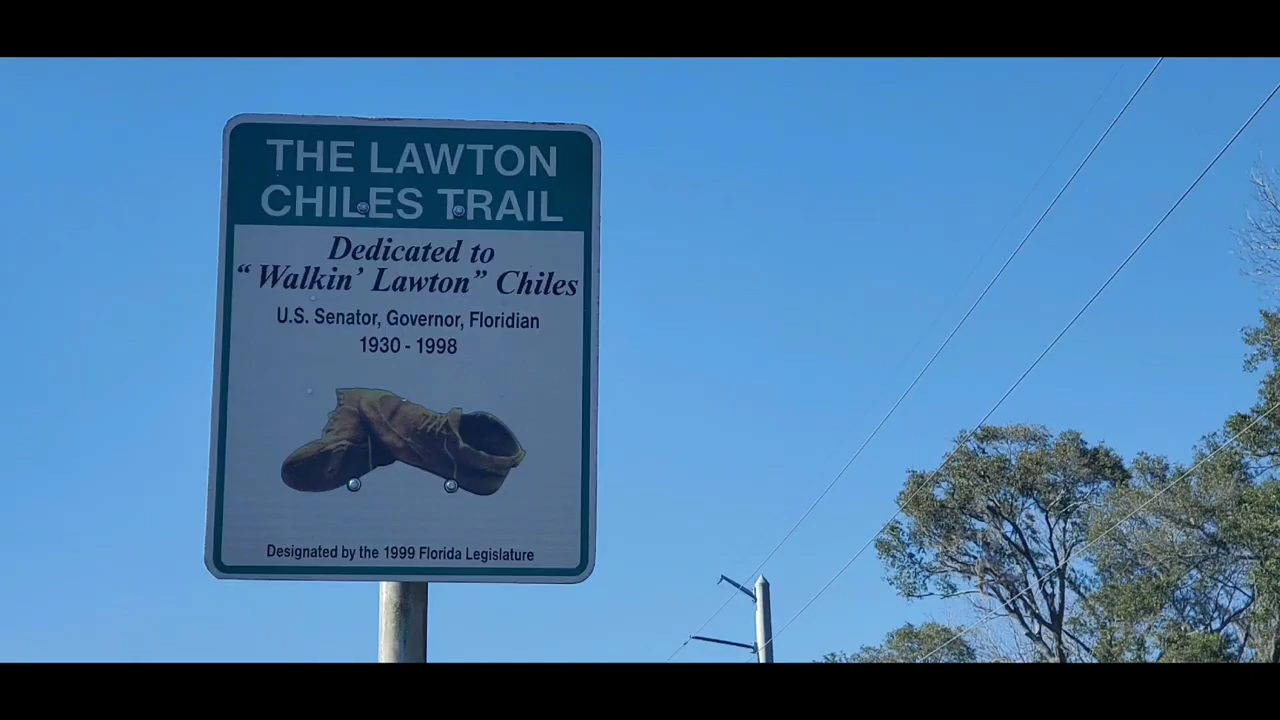 THE LAWTON
CHILES TRAIL
Dedicated to
“Walkin’ Lawton” Chiles
U.S. Senator, Governor, Floridian
1930 - 1998
Designated by the 1999 Florida Legislature